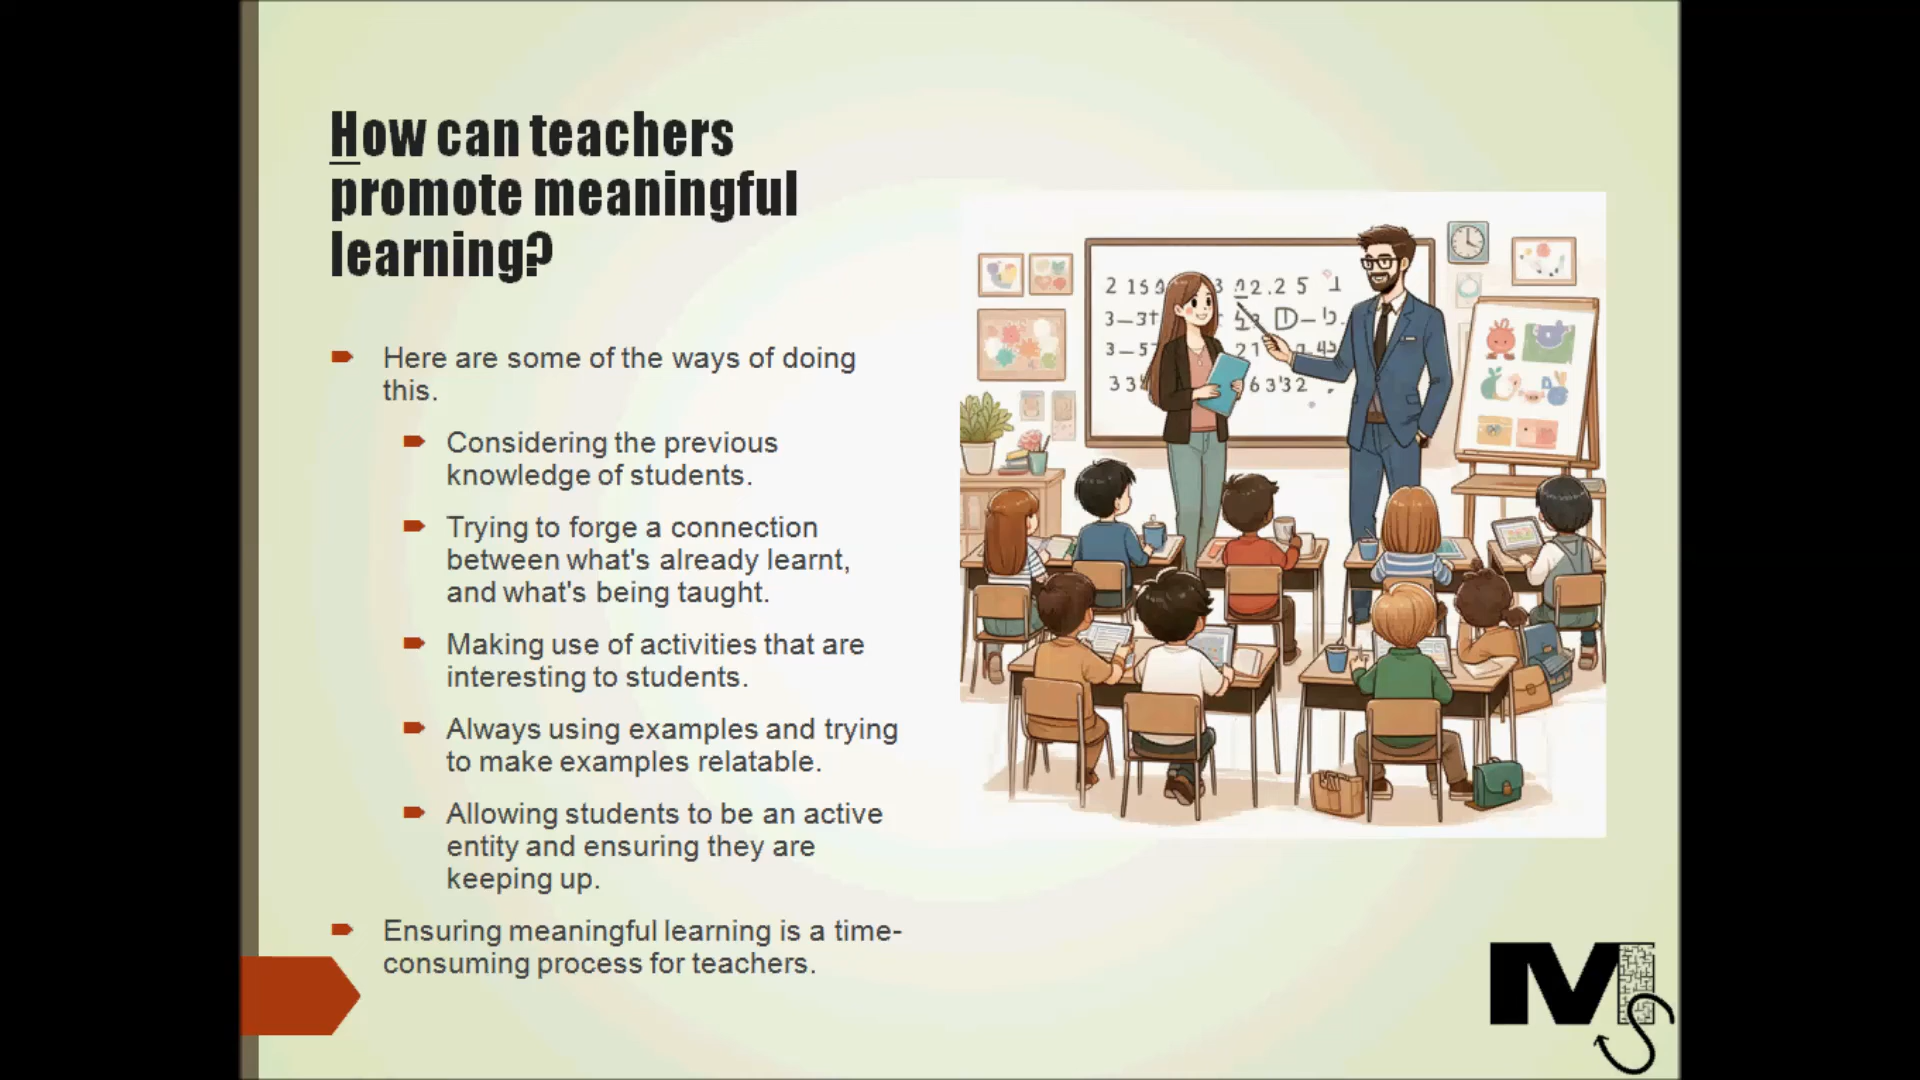 How can teachers
promote meaningful
learning?
Here are some of the ways of doing
this.
Considering the previous
knowledge of students.
Trying to forge a connection
between what's already learnt,
and what's being taught.
Making use of activities that are
interesting to students.
Always using examples and trying
to make examples relatable.
Allowing students to be an active
entity and ensuring they are
keeping up.
Ensuring meaningful learning is a time-
consuming process for teachers.